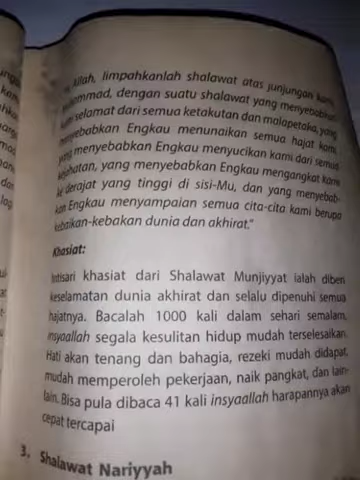 Allah, limpahkanlah shalawat atas junjungan kami,
dengan suatu shalawat yang menyebabkan
selamat dari semua ketakutan dan malapetaka, yang
menyebabkan Engkau menunaikan semua hajat kami,
yang menyebabkan Engkau menyucikan kami dari semua
kejahatan, yang menyebabkan Engkau mengangkat kami
ke derajat yang tinggi di sisi-Mu, dan yang menyebab-
kan Engkau menyampaian semua cita-cita kami berupa
kebaikan-kebakan dunia dan akhirat."
Khasiat:
Intisari khasiat dari Shalawat Munjiyyat ialah diberi
keselamatan dunia akhirat dan selalu dipenuhi semua
hajatnya. Bacalah 1000 kali dalam sehari semalam,
insyaallah segala kesulitan hidup mudah terselesaikan.
Hati akan tenang dan bahagia, rezeki mudah didapat,
mudah memperoleh pekerjaan, naik pangkat, dan lain-
lain. Bisa pula dibaca 41 kali insyaallah harapannya akan
cepat tercapai
3. Shalawat Nariyyah